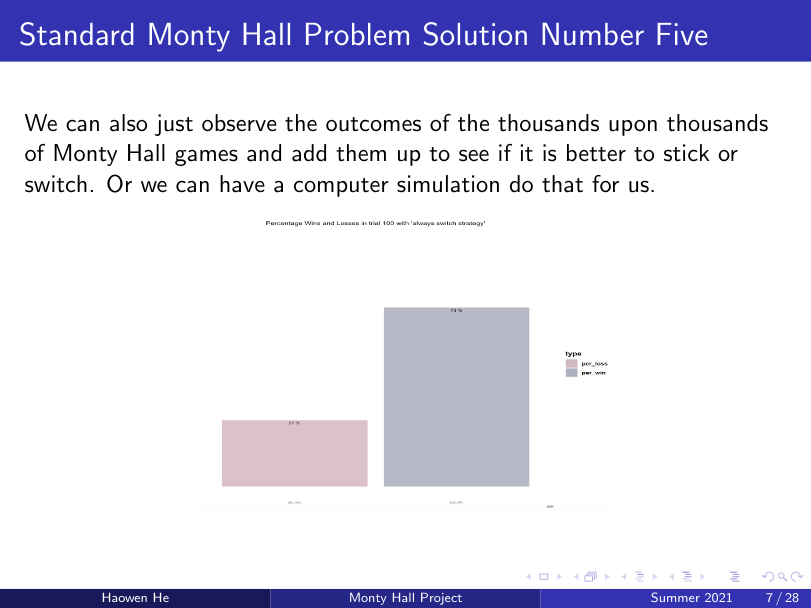 Standard Monty Hall Problem Solution Number Five
We can also just observe the outcomes of the thousands upon thousands
of Monty Hall games and add them up to see if it is better to stick or
switch. Or we can have a computer simulation do that for us.
Percentage Wins and Losses in trial 100 with 'always switch strategy'
73 %
type
per_loss
per_win
per_loss
per_win
type
Haowen He
Monty Hall Project
Summer 2021
7 / 28